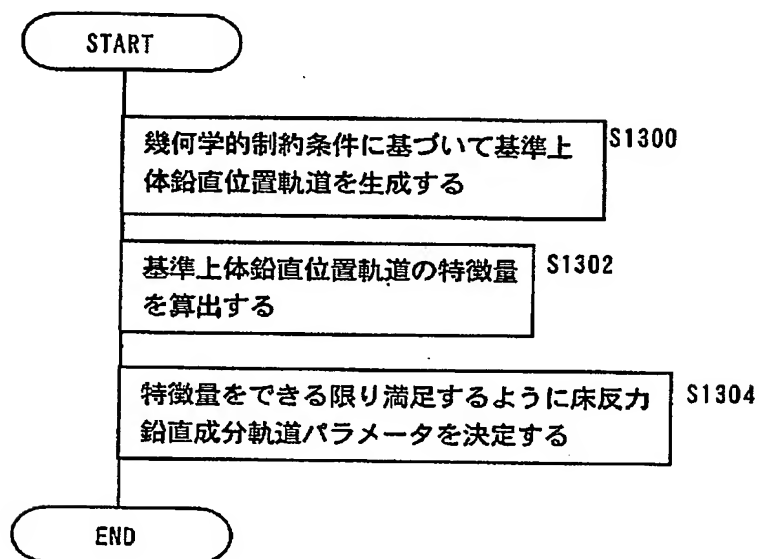 START
幾何学的制約条件に基づいて基準上 S1300
体鉛直位置軌道を生成する
基準上体鉛直位置軌道の特徴量 S1302
を算出する
特徴量をできる限り満足するように床反力 S1304
鉛直成分軌道パラメータを決定する
END